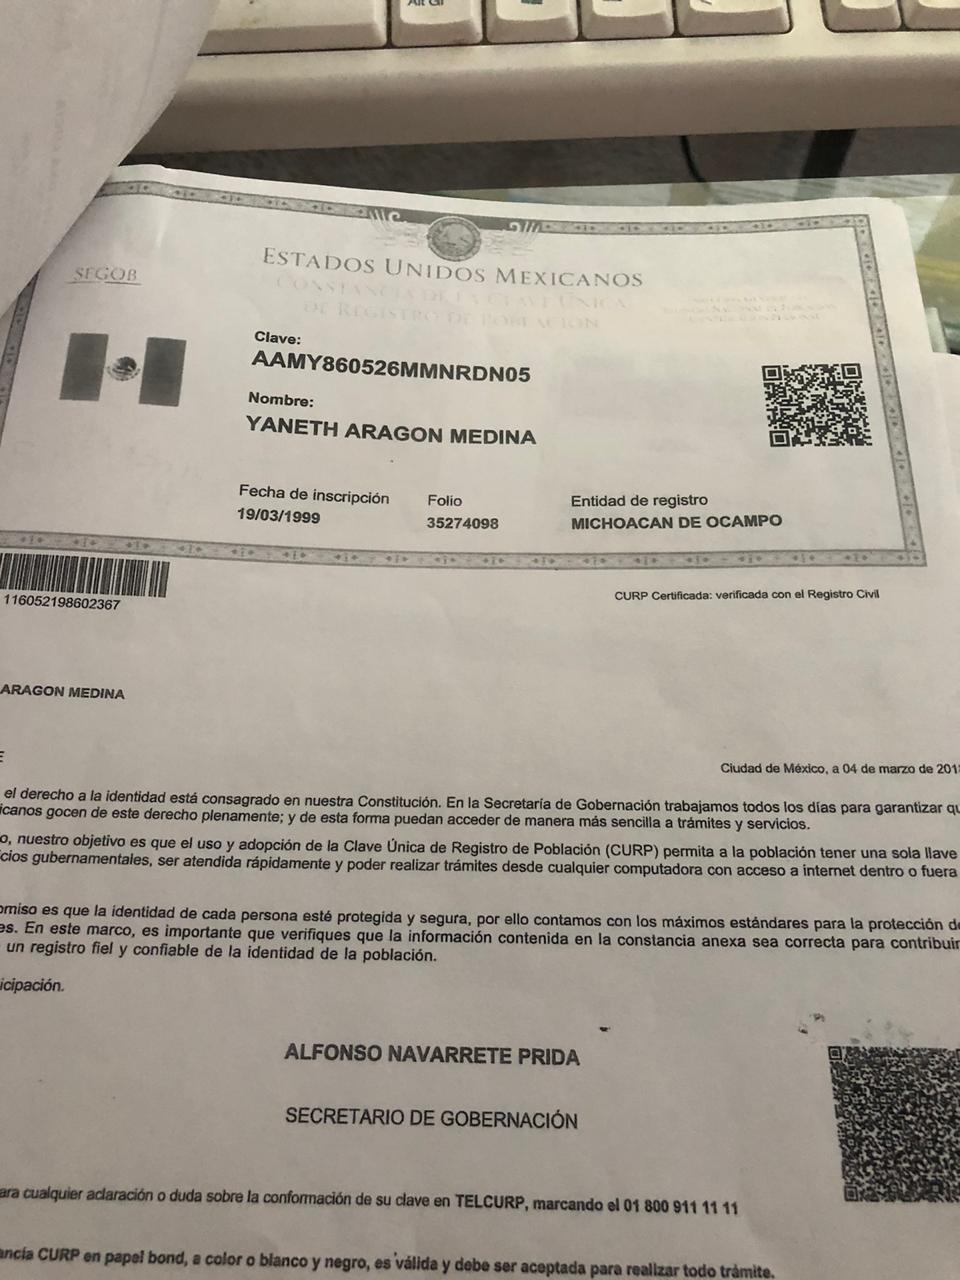 Alt Gr
SEGOB
ESTADOS UNIDOS MEXICANOS
CONSTANCIA DE LA CLAVE ÚNICA
DE REGISTRO DE POBLACIÓN
Clave:
AAMY860526MMNRDN05
Nombre:
YANETH ARAGON MEDINA
Fecha de inscripción Folio Entidad de registro
19/03/1999 35274098 MICHOACAN DE OCAMPO
116052198602367
CURP Certificada: verificada con el Registro Civil
ARAGON MEDINA
E
Ciudad de México, a 04 de marzo de 201
el derecho a la identidad está consagrado en nuestra Constitución. En la Secretaría de Gobernación trabajamos todos los días para garantizar qu
icanos gocen de este derecho plenamente; y de esta forma puedan acceder de manera más sencilla a trámites y servicios.
o, nuestro objetivo es que el uso y adopción de la Clave Única de Registro de Población (CURP) permita a la población tener una sola llave
cios gubernamentales, ser atendida rápidamente y poder realizar trámites desde cualquier computadora con acceso a internet dentro o fuera
omiso es que la identidad de cada persona esté protegida y segura, por ello contamos con los máximos estándares para la protección de
es. En este marco, es importante que verifiques que la información contenida en la constancia anexa sea correcta para contribuir
un registro fiel y confiable de la identidad de la población.
icipación.
ALFONSO NAVARRETE PRIDA
SECRETARIO DE GOBERNACIÓN
ara cualquier aclaración o duda sobre la conformación de su clave en TELCURP, marcando el 01 800 911 11 11
ancia CURP en papel bond, a color o blanco y negro, es válida y debe ser aceptada para realizar todo trámite.